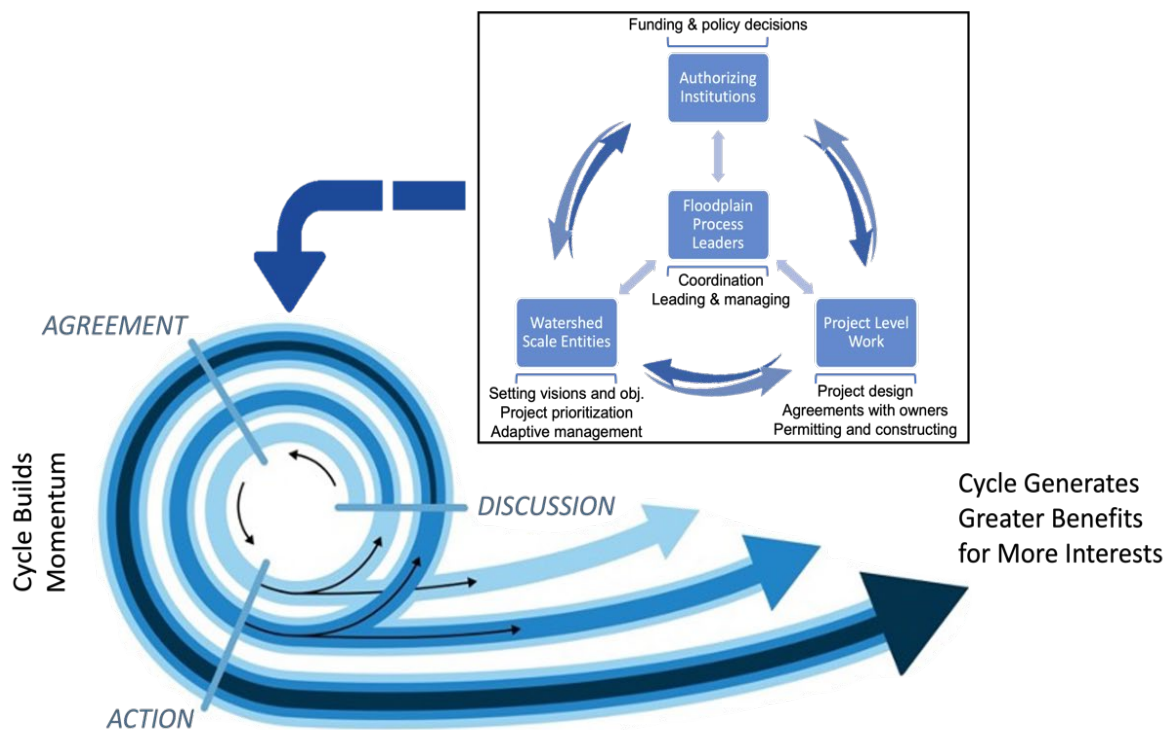 Funding & policy decisions
Authorizing
Institutions
Floodplain
Process
Leaders
Coordination
Leading & managing
Watershed
Scale Entities
Project Level
Work
Setting visions and obj.
Project prioritization
Adaptive management
Project design
Agreements with owners
Permitting and constructing
AGREEMENT
DISCUSSION
ACTION
Cycle Builds
Momentum
Cycle Generates
Greater Benefits
for More Interests